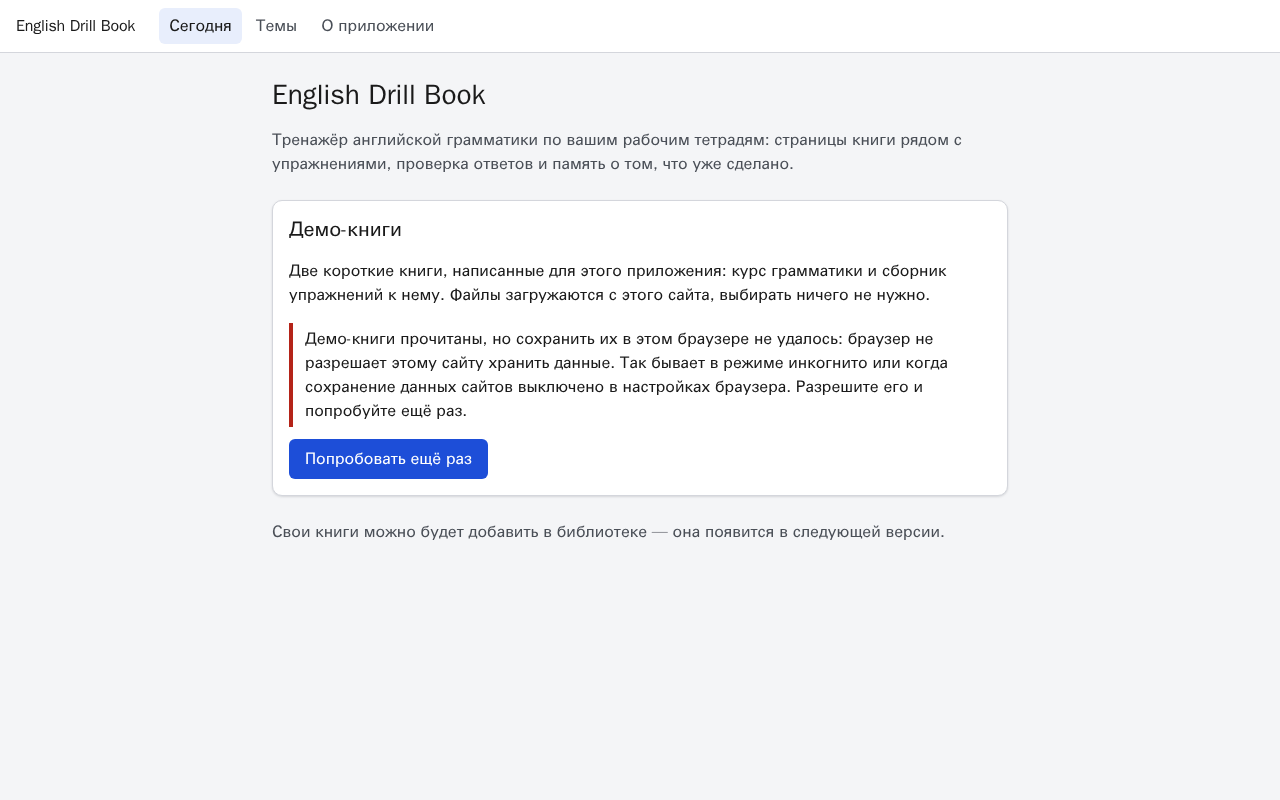 English Drill Book
Сегодня
Темы
О приложении
English Drill Book
Тренажёр английской грамматики по вашим рабочим тетрадям: страницы книги рядом с
упражнениями, проверка ответов и память о том, что уже сделано.
Демо-книги
Две короткие книги, написанные для этого приложения: курс грамматики и сборник
упражнений к нему. Файлы загружаются с этого сайта, выбирать ничего не нужно.
Демо-книги прочитаны, но сохранить их в этом браузере не удалось: браузер не
разрешает этому сайту хранить данные. Так бывает в режиме инкогнито или когда
сохранение данных сайтов выключено в настройках браузера. Разрешите его и
попробуйте ещё раз.
Попробовать ещё раз
Свои книги можно будет добавить в библиотеке — она появится в следующей версии.